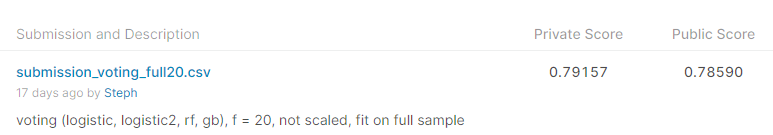 Submission and Description Private Score Public Score
submission_voting_full20.csv 0.79157 0.78590
17 days ago by Steph
voting (logistic, logistic2, rf, gb), f = 20, not scaled, fit on full sample